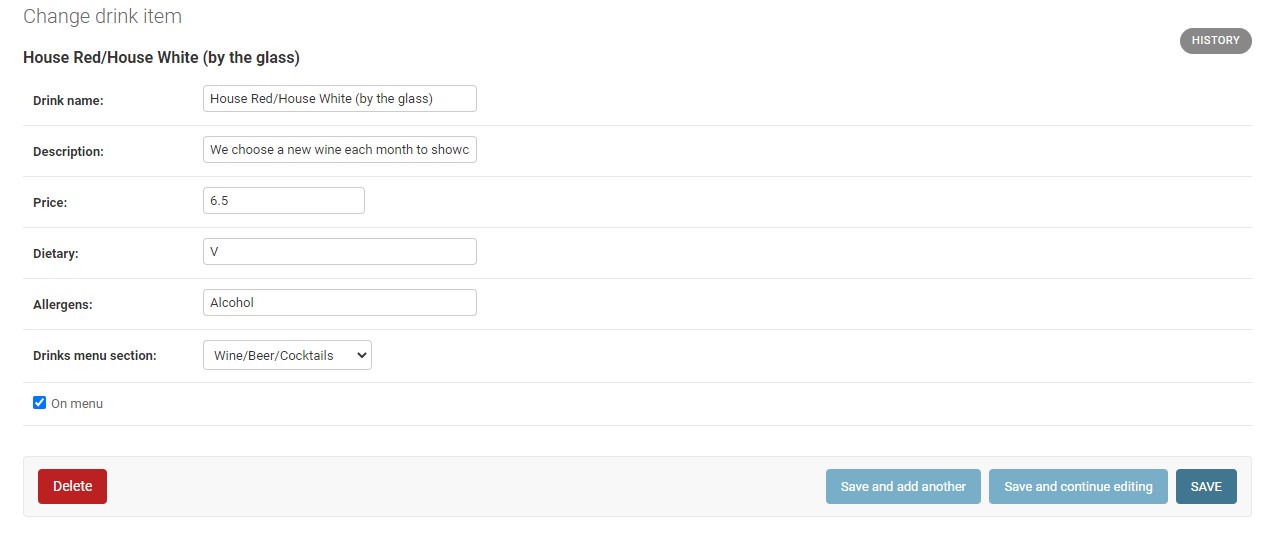 Change drink item
HISTORY
House Red/House White (by the glass)
Drink name: House Red/House White (by the glass)
Description: We choose a new wine each month to showc
Price: 6.5
Dietary: V
Allergens: Alcohol
Drinks menu section: Wine/Beer/Cocktails
On menu
Delete Save and add another Save and continue editing SAVE